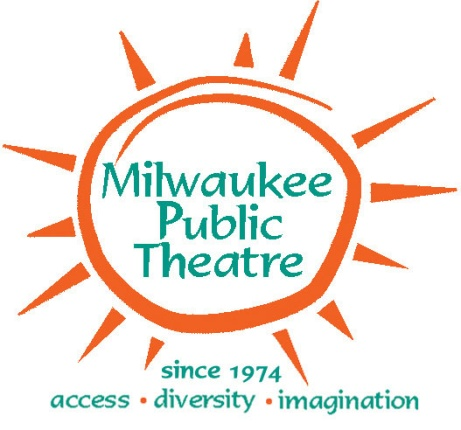 Milwaukee
Public
Theatre
since 1974
access • diversity • imagination